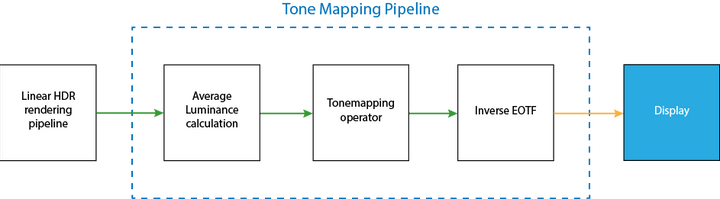 Tone Mapping Pipeline
Linear HDR
rendering
pipeline
Average
Luminance
calculation
Tonemapping
operator
Inverse EOTF
Display